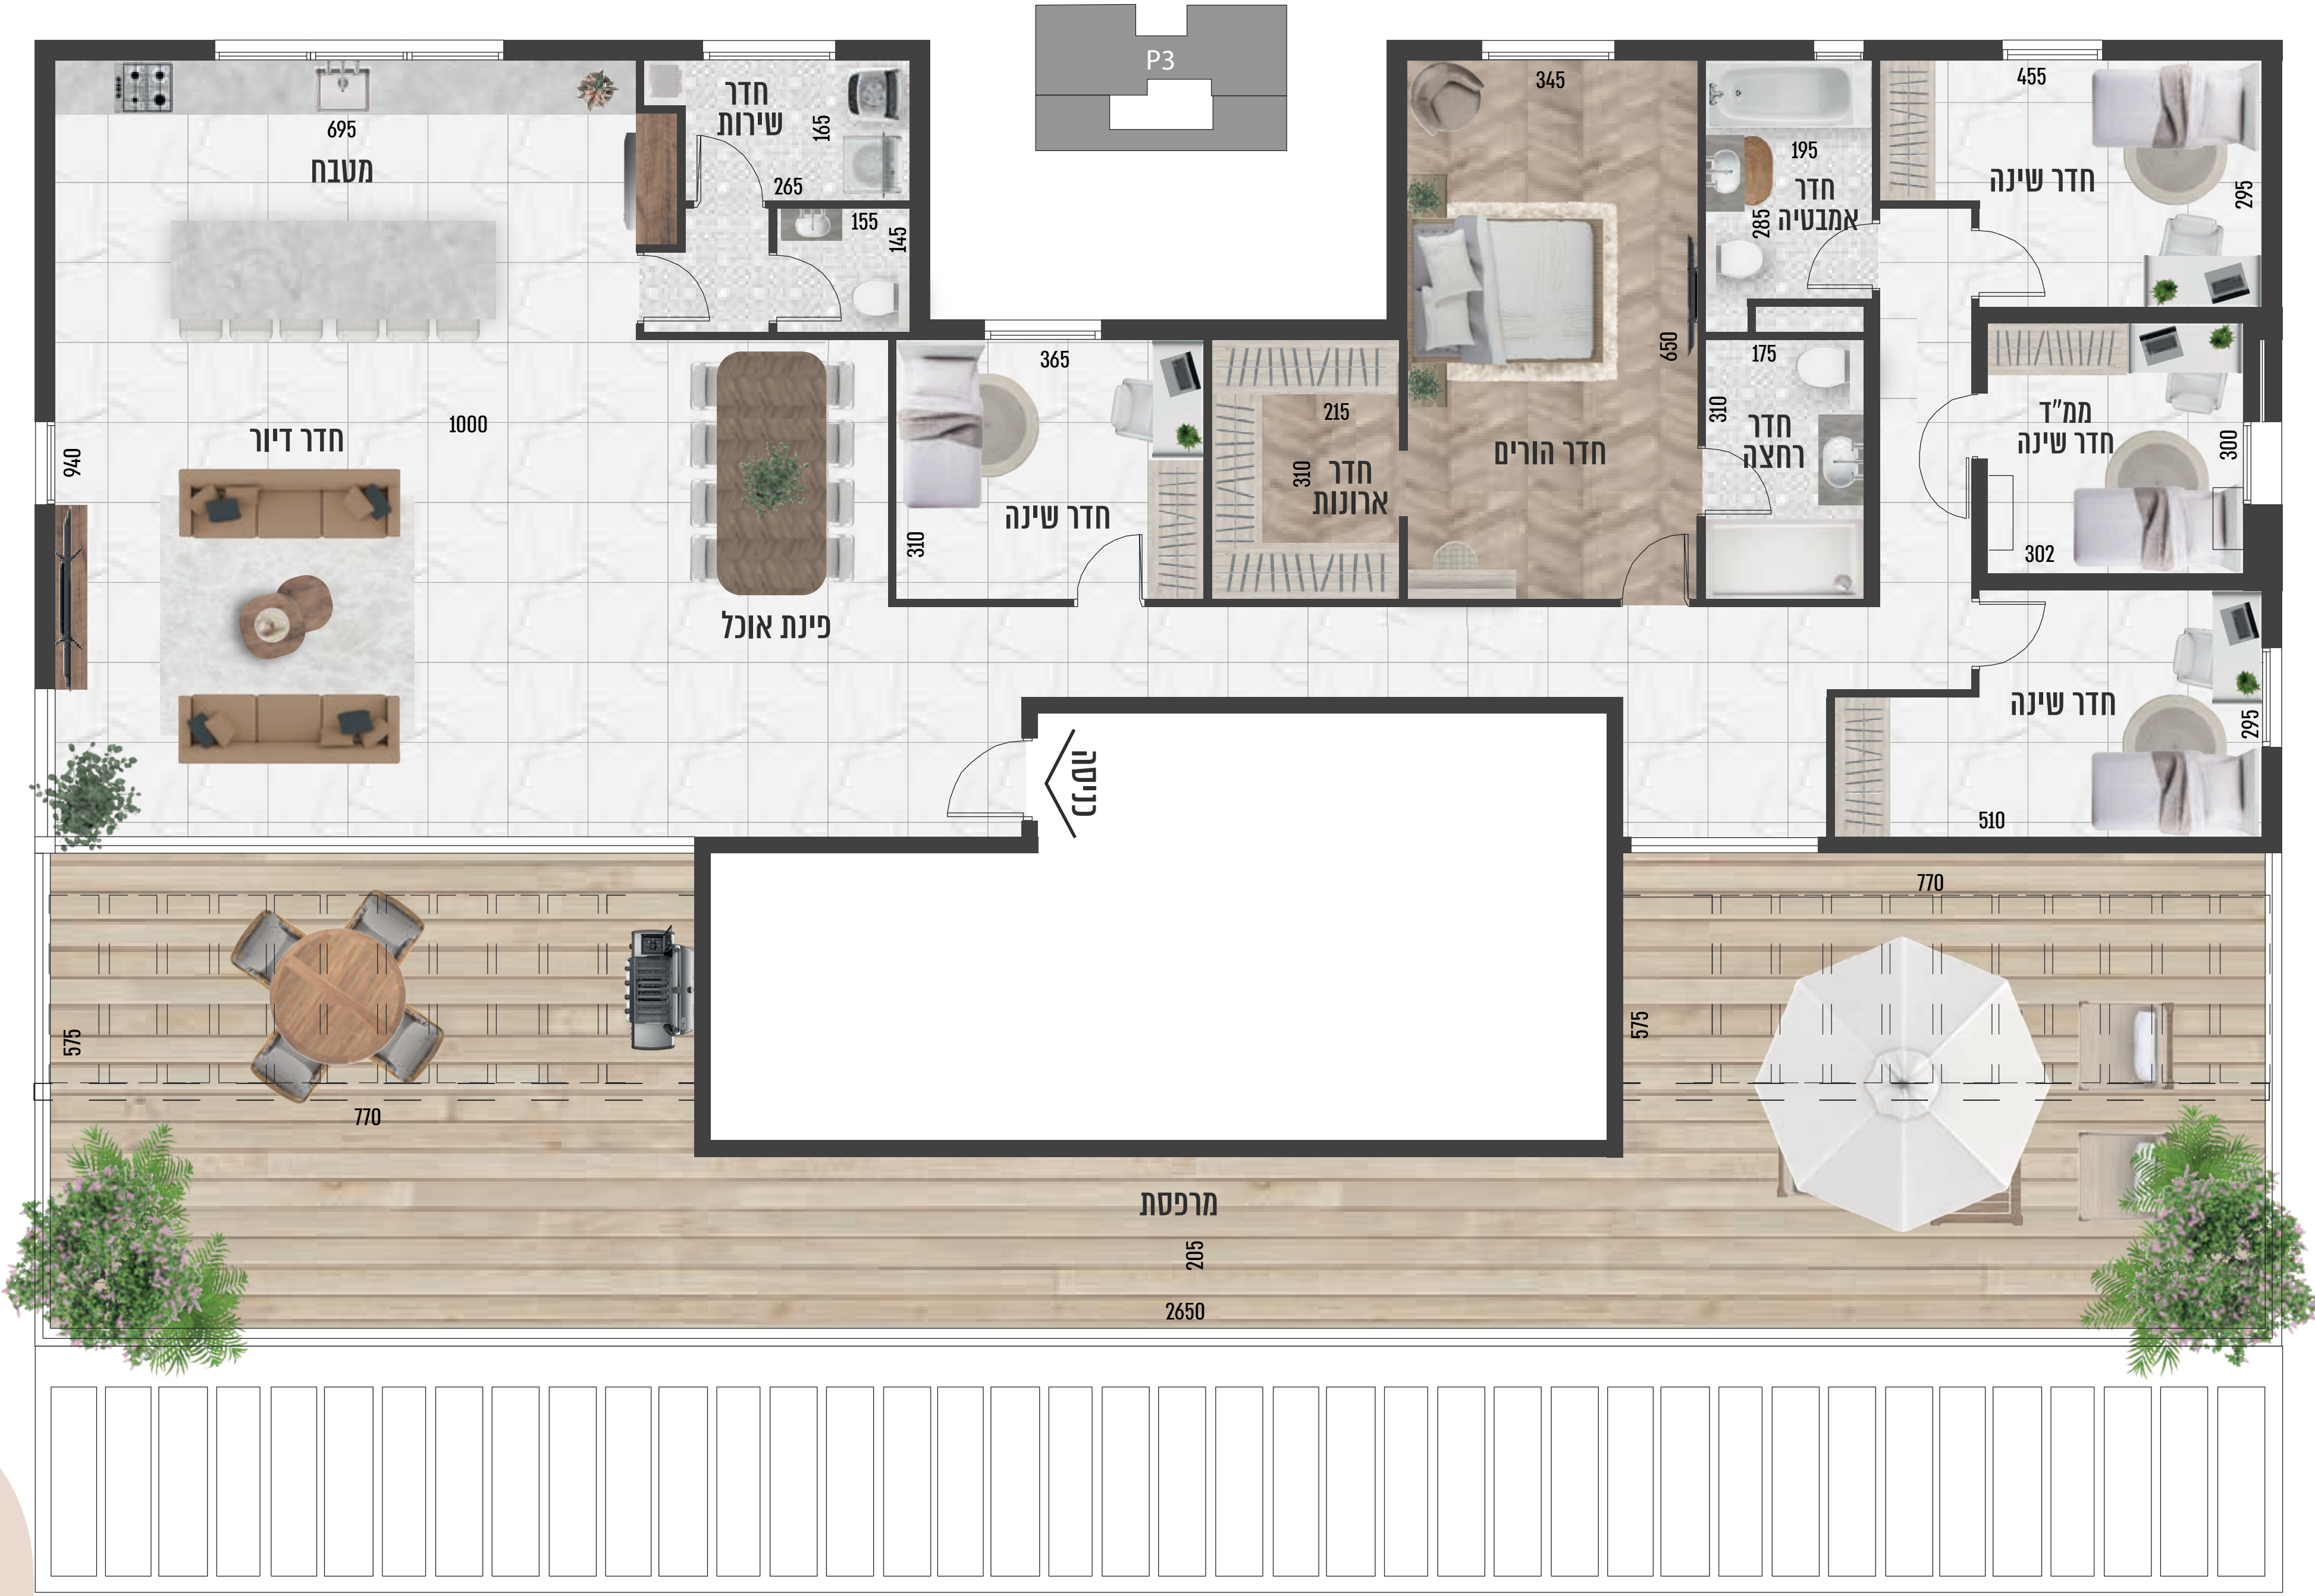 P3
695
מטבח
חדר
שירות
165
265
155
145
345
650
חדר הורים
195
חדר
אמבטיה
285
455
חדר שינה
295
1000
חדר דיור
940
365
חדר שינה
310
215
310
חדר
ארונות
175
310
חדר
רחצה
ממ"ד
חדר שינה
300
302
פינת אוכל
כניסה
חדר שינה
295
510
770
575
770
575
מרפסת
205
2650